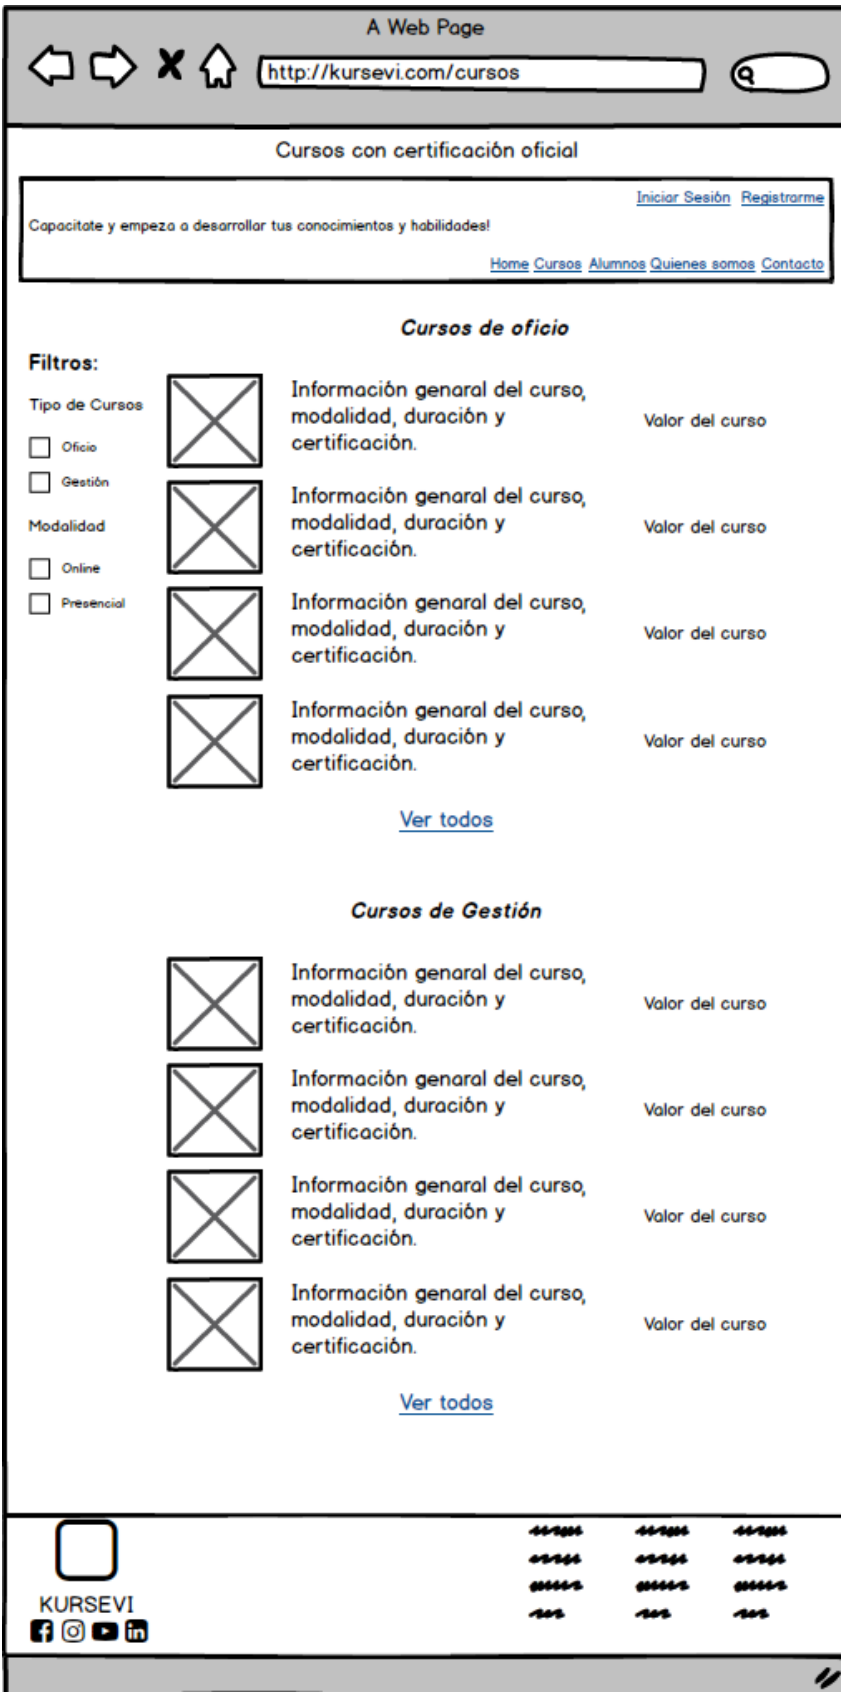 A Web Page
http://kursevi.com/cursos
Cursos con certificación oficial
Iniciar Sesión Registrarme
Capacitate y empeza a desarrollar tus conocimientos y habilidades!
Home Cursos Alumnos Quienes somos Contacto
Cursos de oficio
Filtros:
Tipo de Cursos
Oficio
Gestión
Modalidad
Online
Presencial
Información genaral del curso,
modalidad, duración y
certificación.
Valor del curso
Información genaral del curso,
modalidad, duración y
certificación.
Valor del curso
Información genaral del curso,
modalidad, duración y
certificación.
Valor del curso
Información genaral del curso,
modalidad, duración y
certificación.
Valor del curso
Ver todos
Cursos de Gestión
Información genaral del curso,
modalidad, duración y
certificación.
Valor del curso
Información genaral del curso,
modalidad, duración y
certificación.
Valor del curso
Información genaral del curso,
modalidad, duración y
certificación.
Valor del curso
Información genaral del curso,
modalidad, duración y
certificación.
Valor del curso
Ver todos
KURSEVI